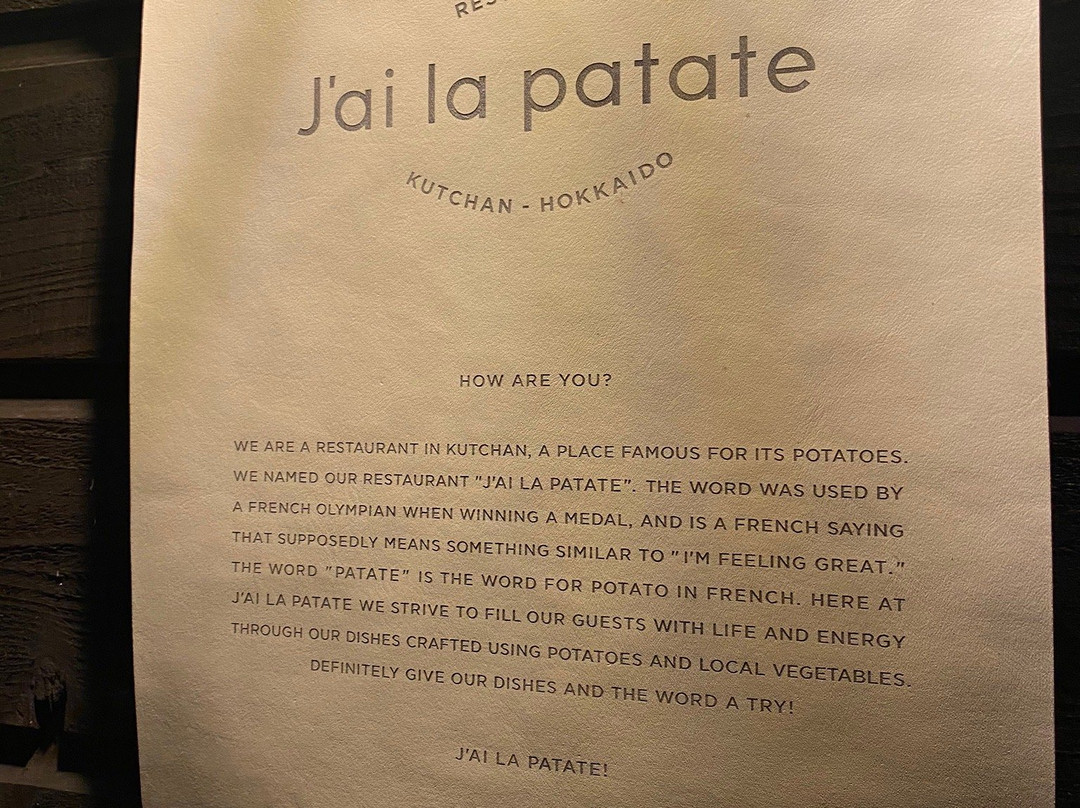 J'ai la patate
KUTCHAN - HOKKAIDO
HOW ARE YOU?
WE ARE A RESTAURANT IN KUTCHAN, A PLACE FAMOUS FOR ITS POTATOES.
WE NAMED OUR RESTAURANT "J'AI LA PATATE". THE WORD WAS USED BY
A FRENCH OLYMPIAN WHEN WINNING A MEDAL, AND IS A FRENCH SAYING
THAT SUPPOSEDLY MEANS SOMETHING SIMILAR TO "I'M FEELING GREAT."
THE WORD "PATATE" IS THE WORD FOR POTATO IN FRENCH. HERE AT
J'AI LA PATATE WE STRIVE TO FILL OUR GUESTS WITH LIFE AND ENERGY
THROUGH OUR DISHES CRAFTED USING POTATOES AND LOCAL VEGETABLES.
DEFINITELY GIVE OUR DISHES AND THE WORD A TRY!
J'AI LA PATATE!